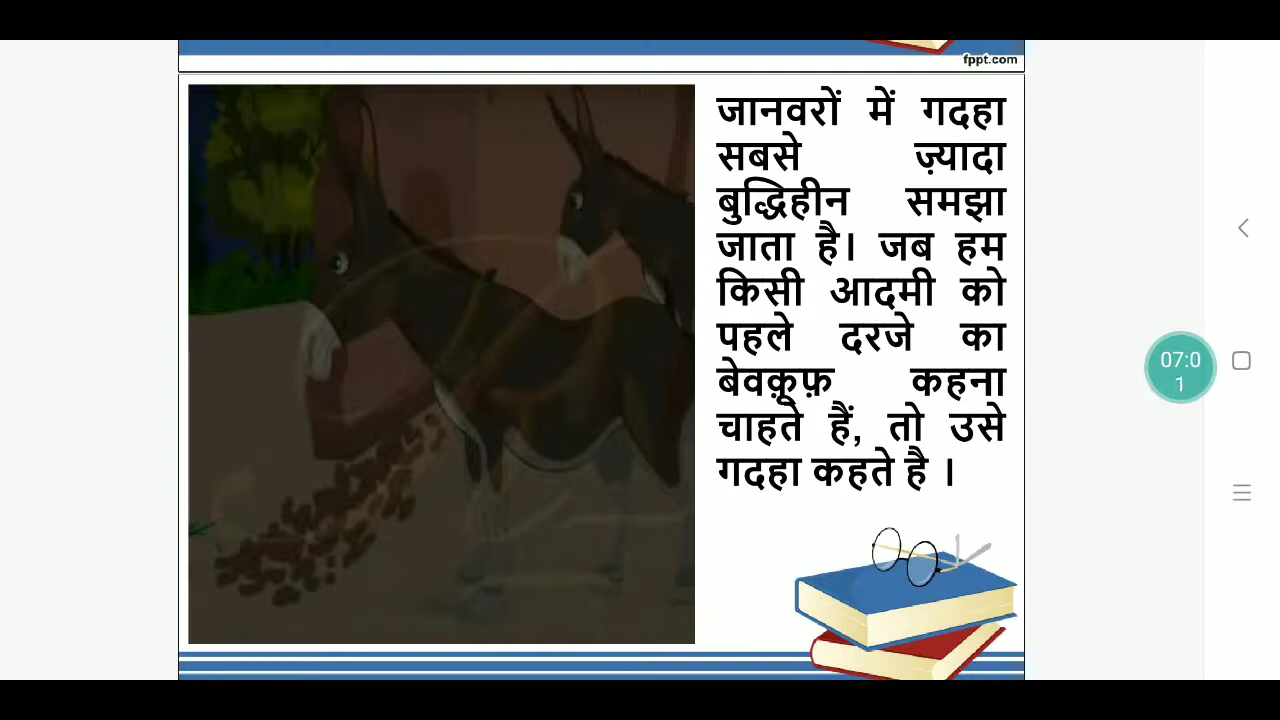 fppt.com
जानवरों में गदहा
सबसे ज़्यादा
बुद्धिहीन समझा
जाता है। जब हम
किसी आदमी को
पहले दरजे का
बेवक़ूफ़ कहना
चाहते हैं, तो उसे
गदहा कहते है ।
07:0
1